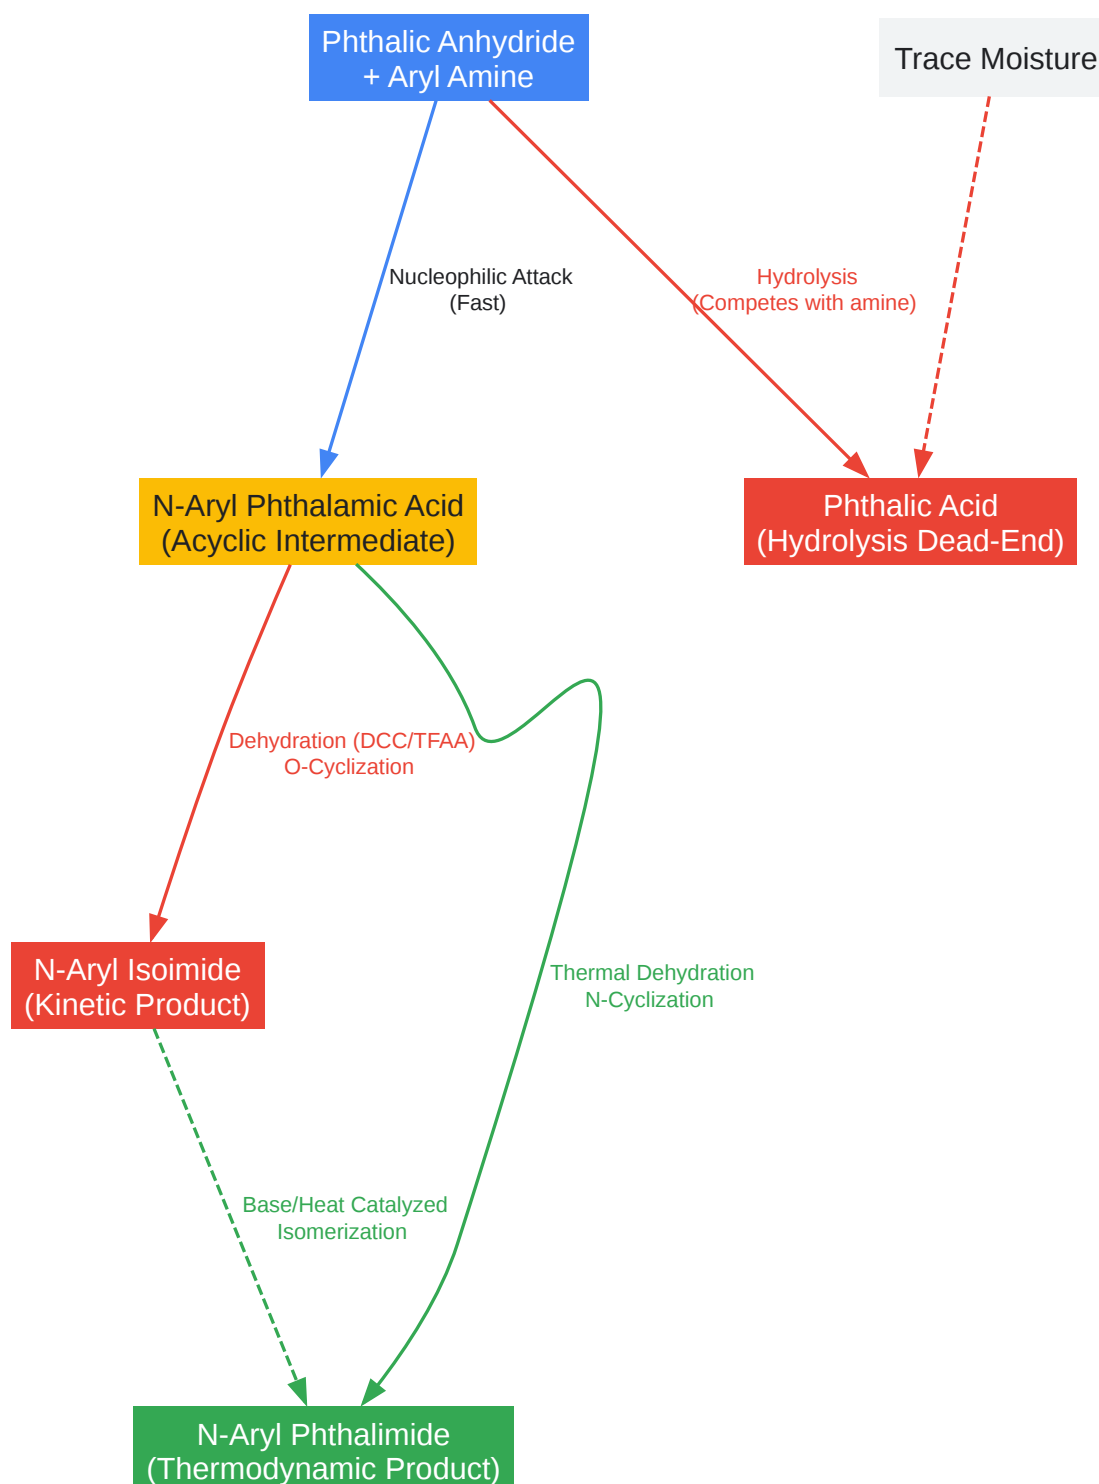 Phthalic Anhydride
+ Aryl Amine
Trace Moisture
Nucleophilic Attack
(Fast)
Hydrolysis
(Competes with amine)
N-Aryl Phthalamic Acid
(Acyclic Intermediate)
Phthalic Acid
(Hydrolysis Dead-End)
Dehydration (DCC/TFAA)
O-Cyclization
N-Aryl Isoimide
(Kinetic Product)
Thermal Dehydration
N-Cyclization
Base/Heat Catalyzed
Isomerization
N-Aryl Phthalimide
(Thermodynamic Product)